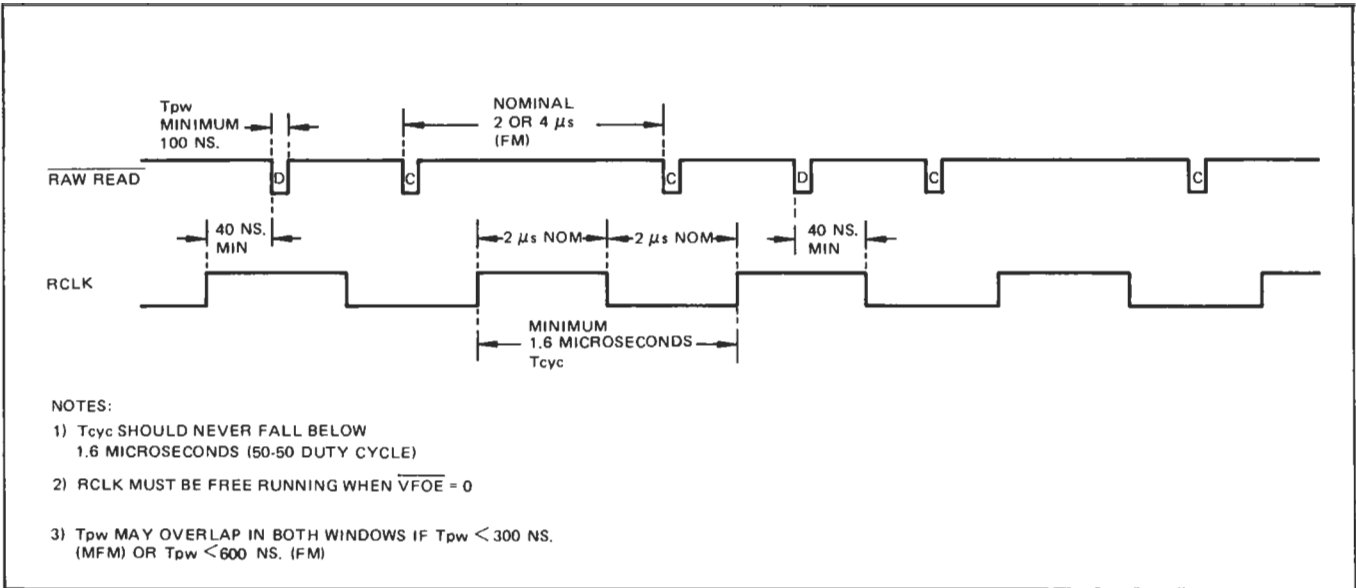 Tpw
MINIMUM
100 NS.
NOMINAL
2 OR 4 μs
(FM)
RAW READ
D
C
C
D
C
C
40 NS.
MIN
2 μs NOM
2 μs NOM
40 NS.
MIN
RCLK
MINIMUM
1.6 MICROSECONDS
Tcyc
NOTES:
1) Tcyc SHOULD NEVER FALL BELOW
1.6 MICROSECONDS (50-50 DUTY CYCLE)
2) RCLK MUST BE FREE RUNNING WHEN VFOE = 0
3) Tpw MAY OVERLAP IN BOTH WINDOWS IF Tpw < 300 NS.
(MFM) OR Tpw < 600 NS. (FM)